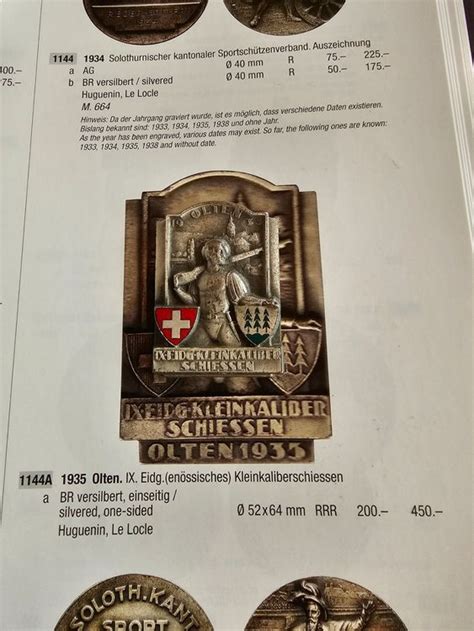 1144 1934 Solothurnischer kantonaler Sportschützenverband. Auszeichnung
a AG Ø 40 mm R 75.– 225.–
b BR versilbert / silvered Ø 40 mm R 50.– 175.–
Huguenin, Le Locle
M. 664
Hinweis: Da der Jahrgang graviert wurde, ist es möglich, dass verschiedene Daten existieren.
Bislang bekannt sind: 1933, 1934, 1935, 1938 und ohne Jahr.
As the year has been engraved, various dates may exist. So far, the following ones are known:
1933, 1934, 1935, 1938 and without date.
00.–
75.–
OLTEN
IX·EIDG·KLEINKALIBER
SCHIESSEN
IX·EIDG·KLEINKALIBER
SCHIESSEN
OLTEN 1935
1144A 1935 Olten. IX. Eidg.(enössisches) Kleinkaliberschiessen
a BR versilbert, einseitig /
silvered, one-sided Ø 52x64 mm RRR 200.– 450.–
Huguenin, Le Locle
SOLOTH.KANT
SPORT